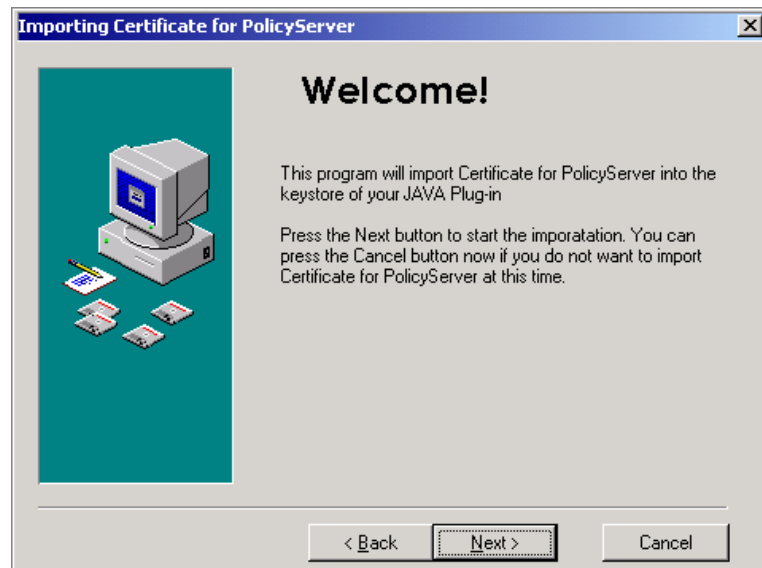 Importing Certificate for PolicyServer
Welcome!
This program will import Certificate for PolicyServer into the
keystore of your JAVA Plug-in
Press the Next button to start the imporatation. You can
press the Cancel button now if you do not want to import
Certificate for PolicyServer at this time.
< Back
Next >
Cancel